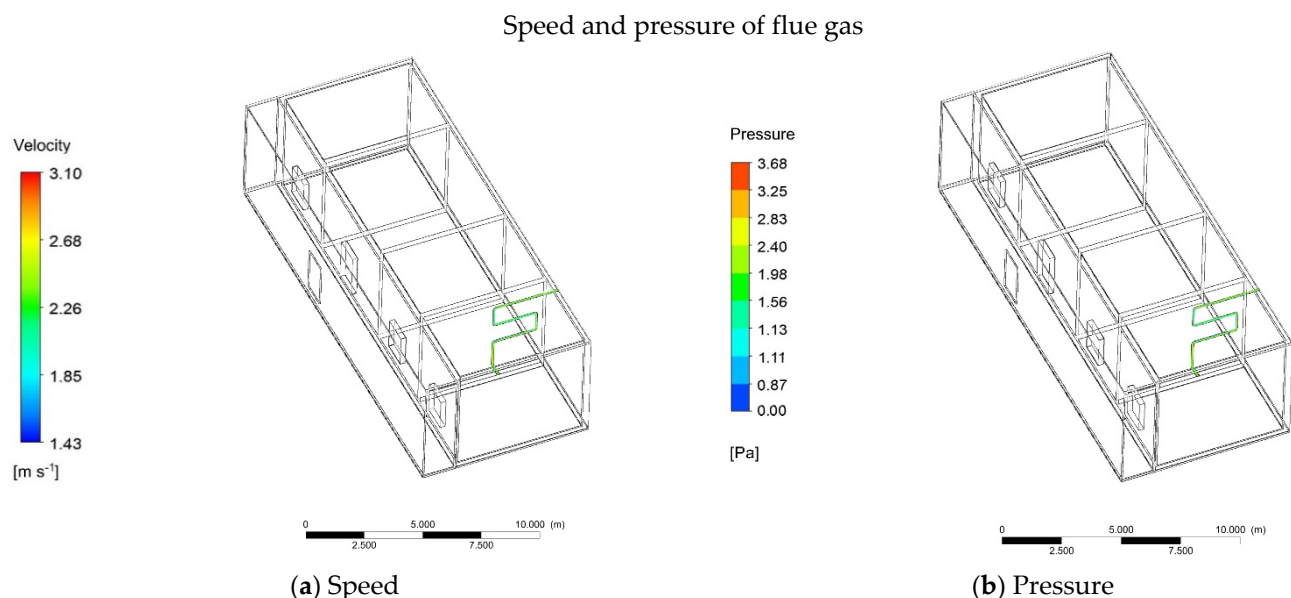 Speed and pressure of flue gas
Velocity
3.10
2.68
2.26
1.85
1.43
[m s⁻¹]
0 5.000 10.000 (m)
2.500 7.500
(a) Speed
Pressure
3.68
3.25
2.83
2.40
1.98
1.56
1.13
1.11
0.87
0.00
[Pa]
0 5.000 10.000 (m)
2.500 7.500
(b) Pressure